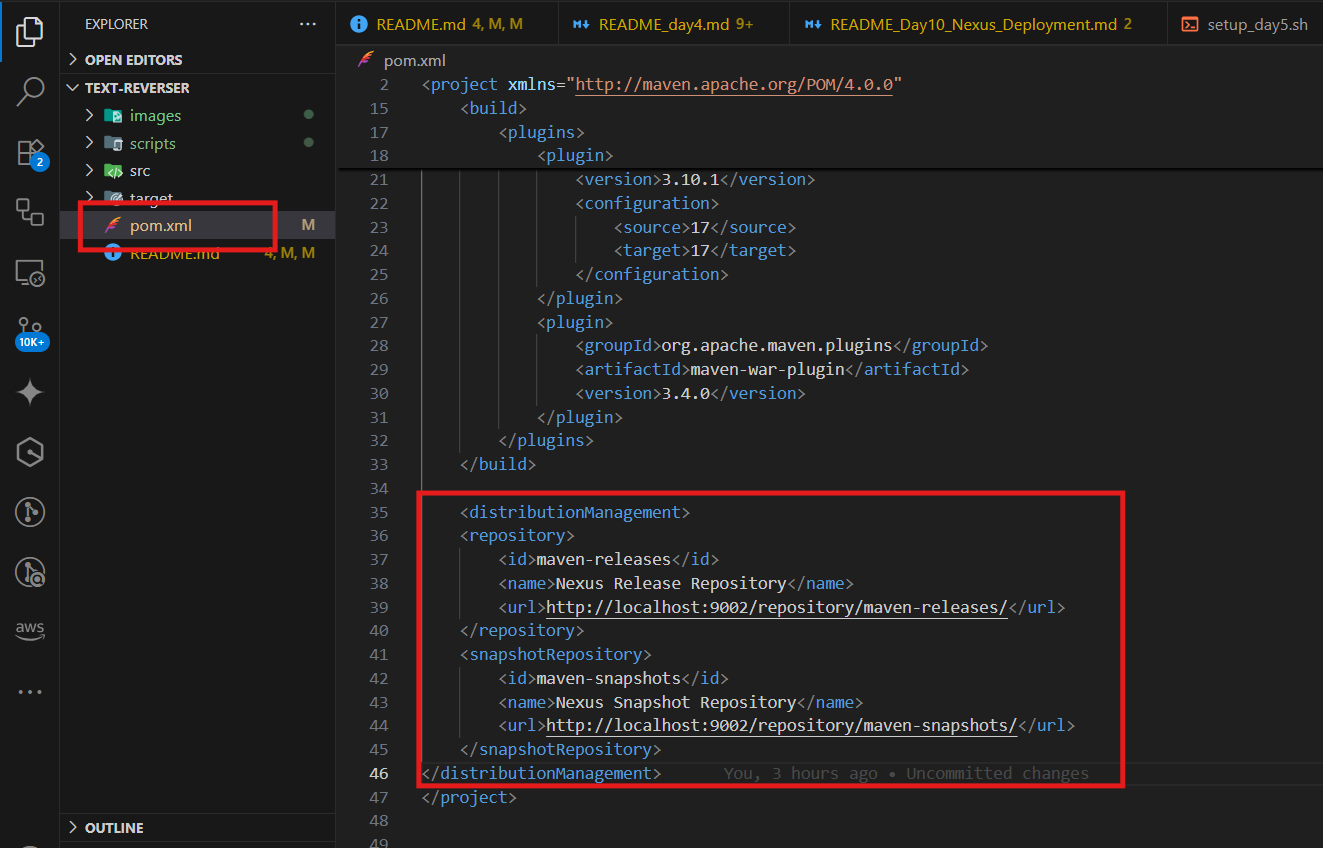 EXPLORER
OPEN EDITORS
TEXT-REVERSER
images
scripts
src
target
pom.xml M
README.md 4, M, M
2
10K+
aws
OUTLINE
README.md 4, M, M
README_day4.md 9+
README_Day10_Nexus_Deployment.md 2
setup_day5.sh
pom.xml
2 <project xmlns="http://maven.apache.org/POM/4.0.0"
15 <build>
17 <plugins>
18 <plugin>
21 <version>3.10.1</version>
22 <configuration>
23 <source>17</source>
24 <target>17</target>
25 </configuration>
26 </plugin>
27 <plugin>
28 <groupId>org.apache.maven.plugins</groupId>
29 <artifactId>maven-war-plugin</artifactId>
30 <version>3.4.0</version>
31 </plugin>
32 </plugins>
33 </build>
34
35 <distributionManagement>
36 <repository>
37 <id>maven-releases</id>
38 <name>Nexus Release Repository</name>
39 <url>http://localhost:9002/repository/maven-releases/</url>
40 </repository>
41 <snapshotRepository>
42 <id>maven-snapshots</id>
43 <name>Nexus Snapshot Repository</name>
44 <url>http://localhost:9002/repository/maven-snapshots/</url>
45 </snapshotRepository>
46 </distributionManagement> You, 3 hours ago • Uncommitted changes
47 </project>
48
49